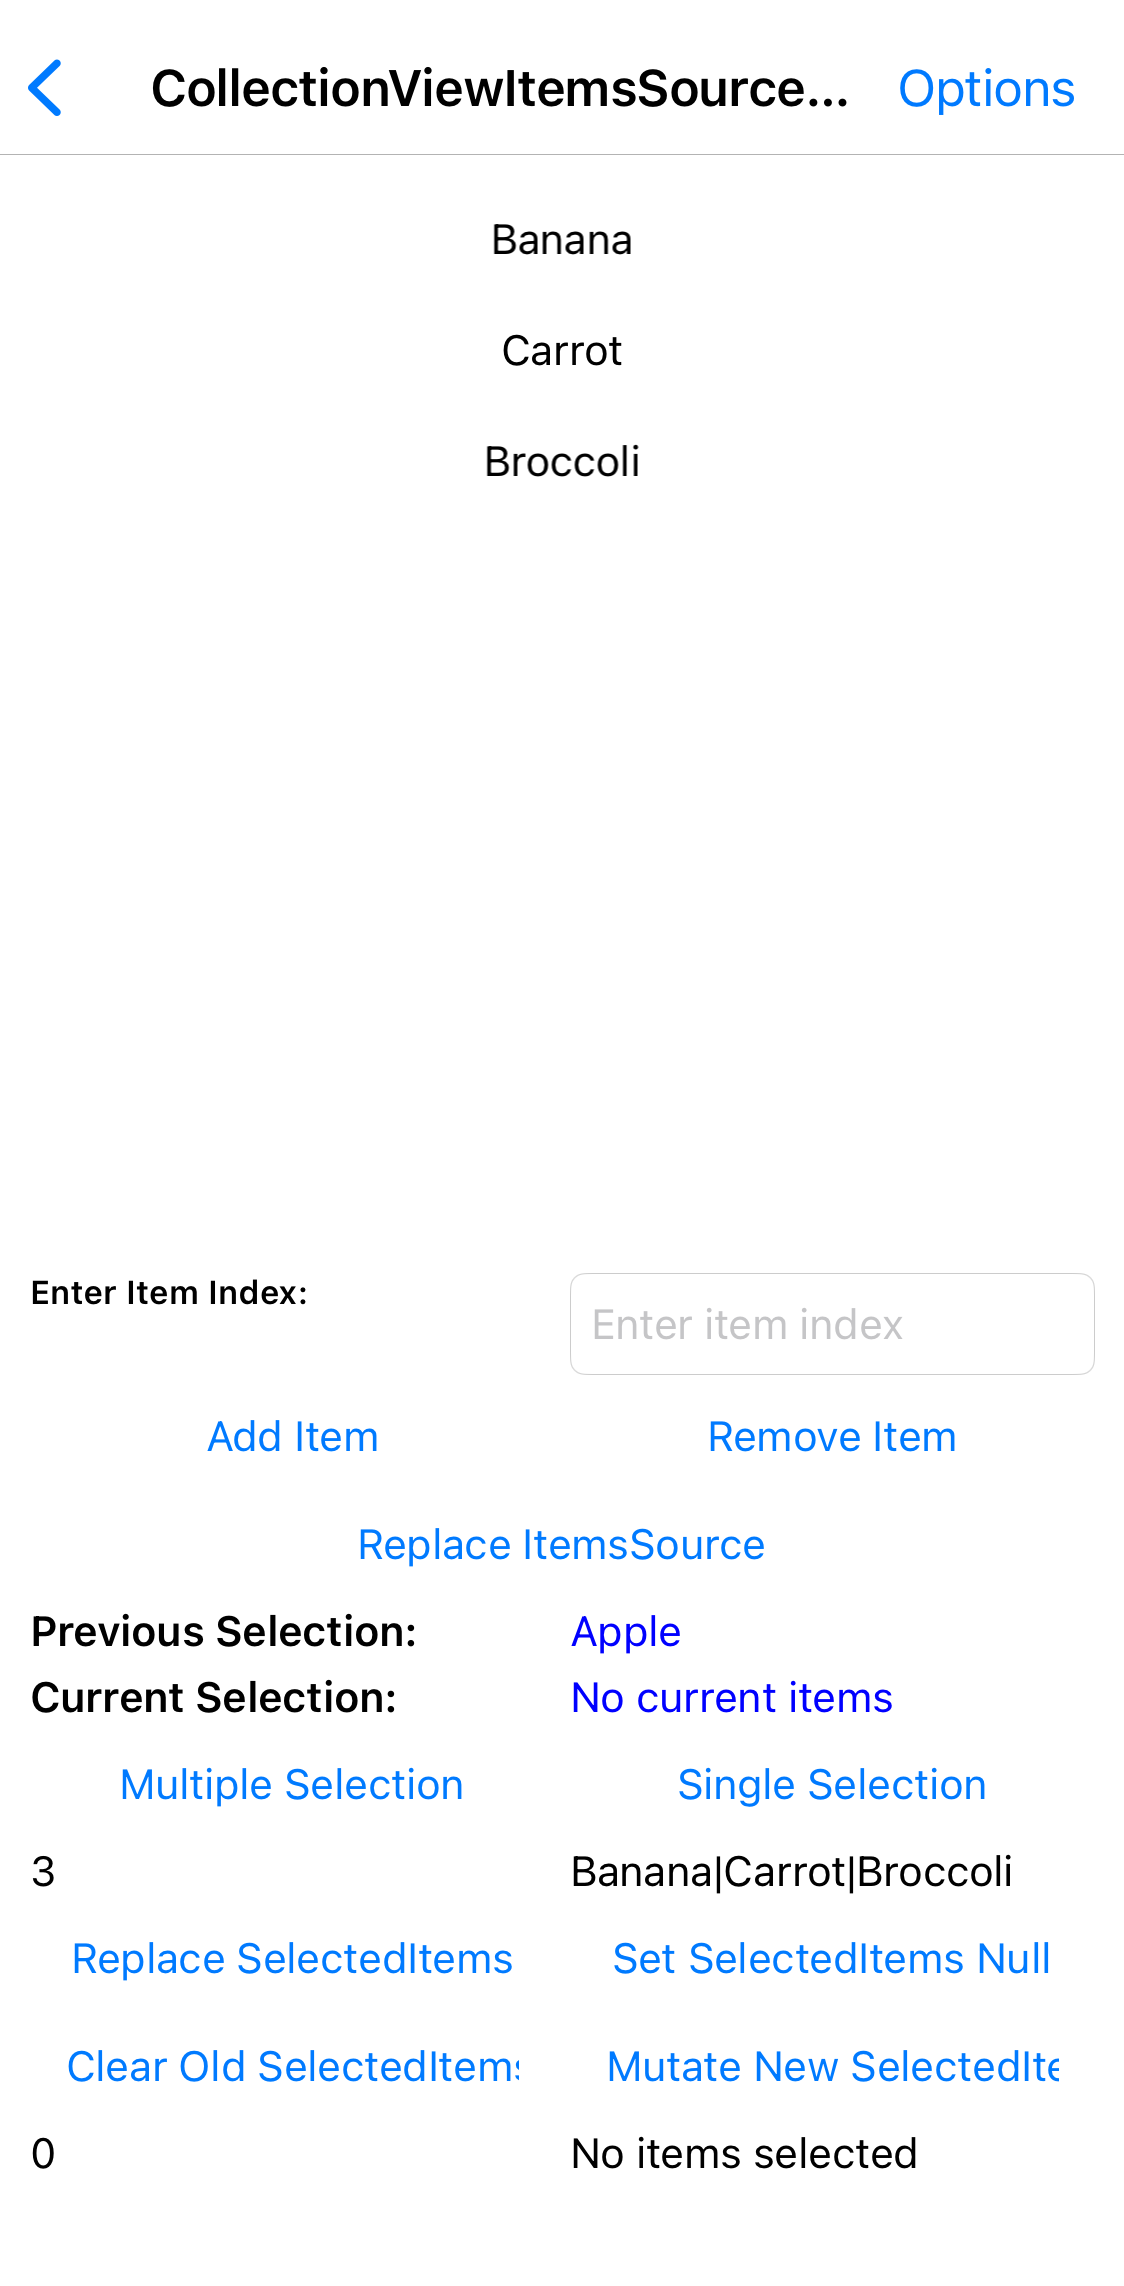 CollectionViewItemsSource...
Options
Banana
Carrot
Broccoli
Enter Item Index:
Enter item index
Add Item
Remove Item
Replace ItemsSource
Previous Selection:
Apple
Current Selection:
No current items
Multiple Selection
Single Selection
3
Banana|Carrot|Broccoli
Replace SelectedItems
Set SelectedItems Null
Clear Old SelectedItems
Mutate New SelectedIte
0
No items selected